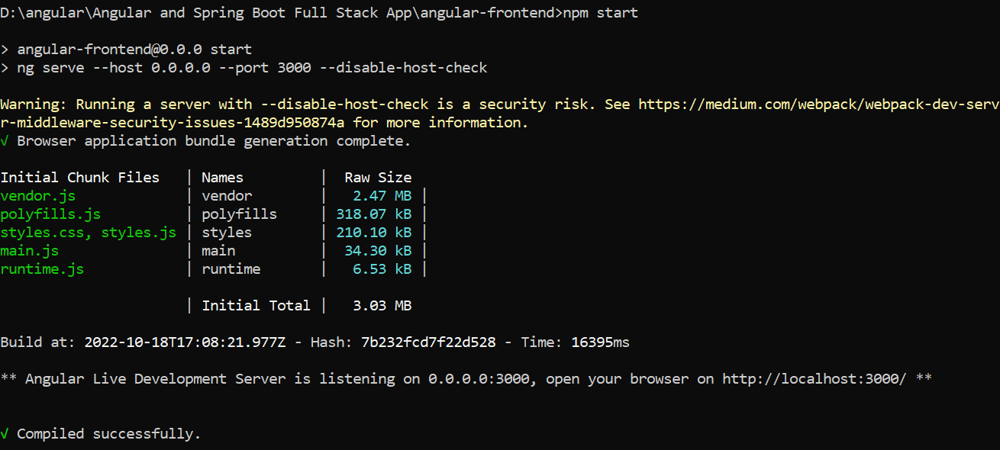 D:\angular\Angular and Spring Boot Full Stack App\angular-frontend>npm start
> angular-frontend@0.0.0 start
> ng serve --host 0.0.0.0 --port 3000 --disable-host-check
Warning: Running a server with --disable-host-check is a security risk. See https://medium.com/webpack/webpack-dev-serv
r-middleware-security-issues-1489d950874a for more information.
√ Browser application bundle generation complete.
Initial Chunk Files | Names | Raw Size
vendor.js | vendor | 2.47 MB |
polyfills.js | polyfills | 318.07 kB |
styles.css, styles.js | styles | 210.10 kB |
main.js | main | 34.30 kB |
runtime.js | runtime | 6.53 kB |
| Initial Total | 3.03 MB
Build at: 2022-10-18T17:08:21.977Z - Hash: 7b232fcd7f22d528 - Time: 16395ms
** Angular Live Development Server is listening on 0.0.0.0:3000, open your browser on http://localhost:3000/ **
√ Compiled successfully.